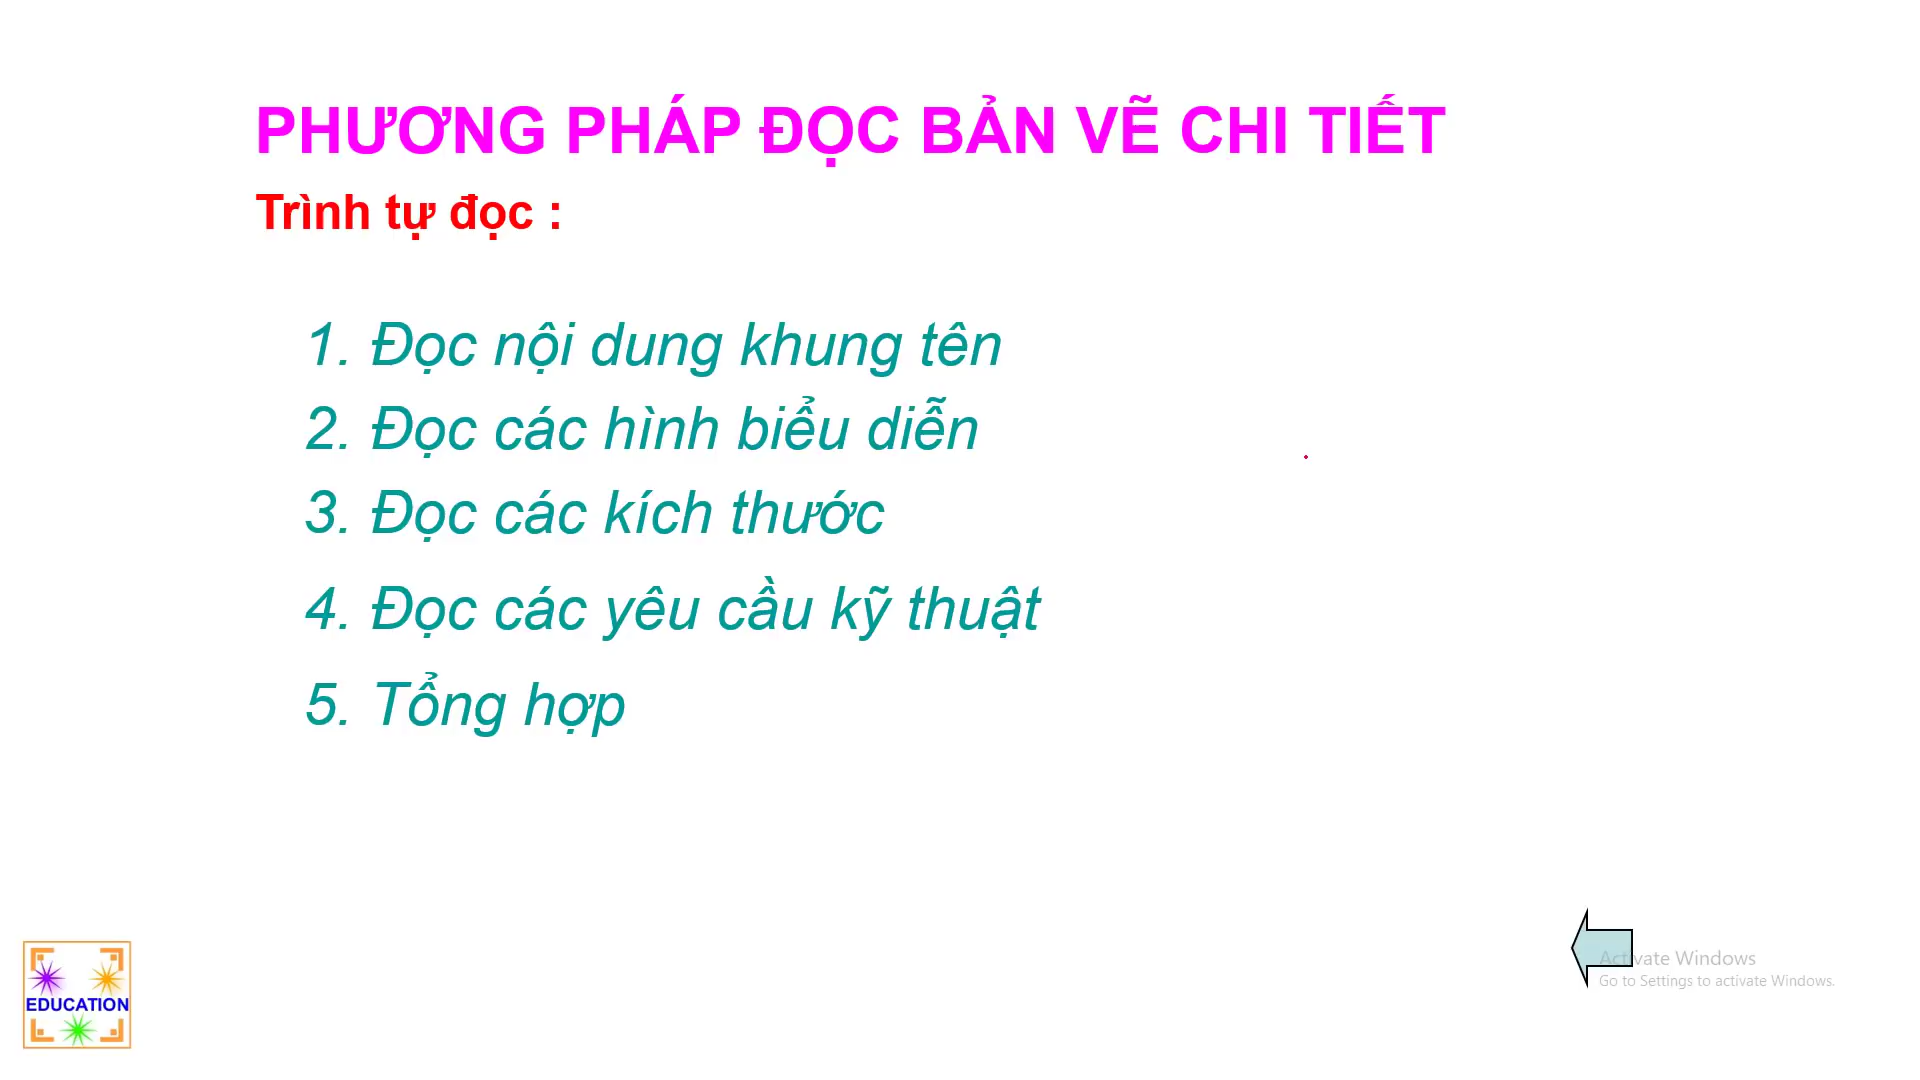 PHƯƠNG PHÁP ĐỌC BẢN VẼ CHI TIẾT
Trình tự đọc :
1. Đọc nội dung khung tên
2. Đọc các hình biểu diễn
3. Đọc các kích thước
4. Đọc các yêu cầu kỹ thuật
5. Tổng hợp
Activate Windows
Go to Settings to activate Windows.
EDUCATION